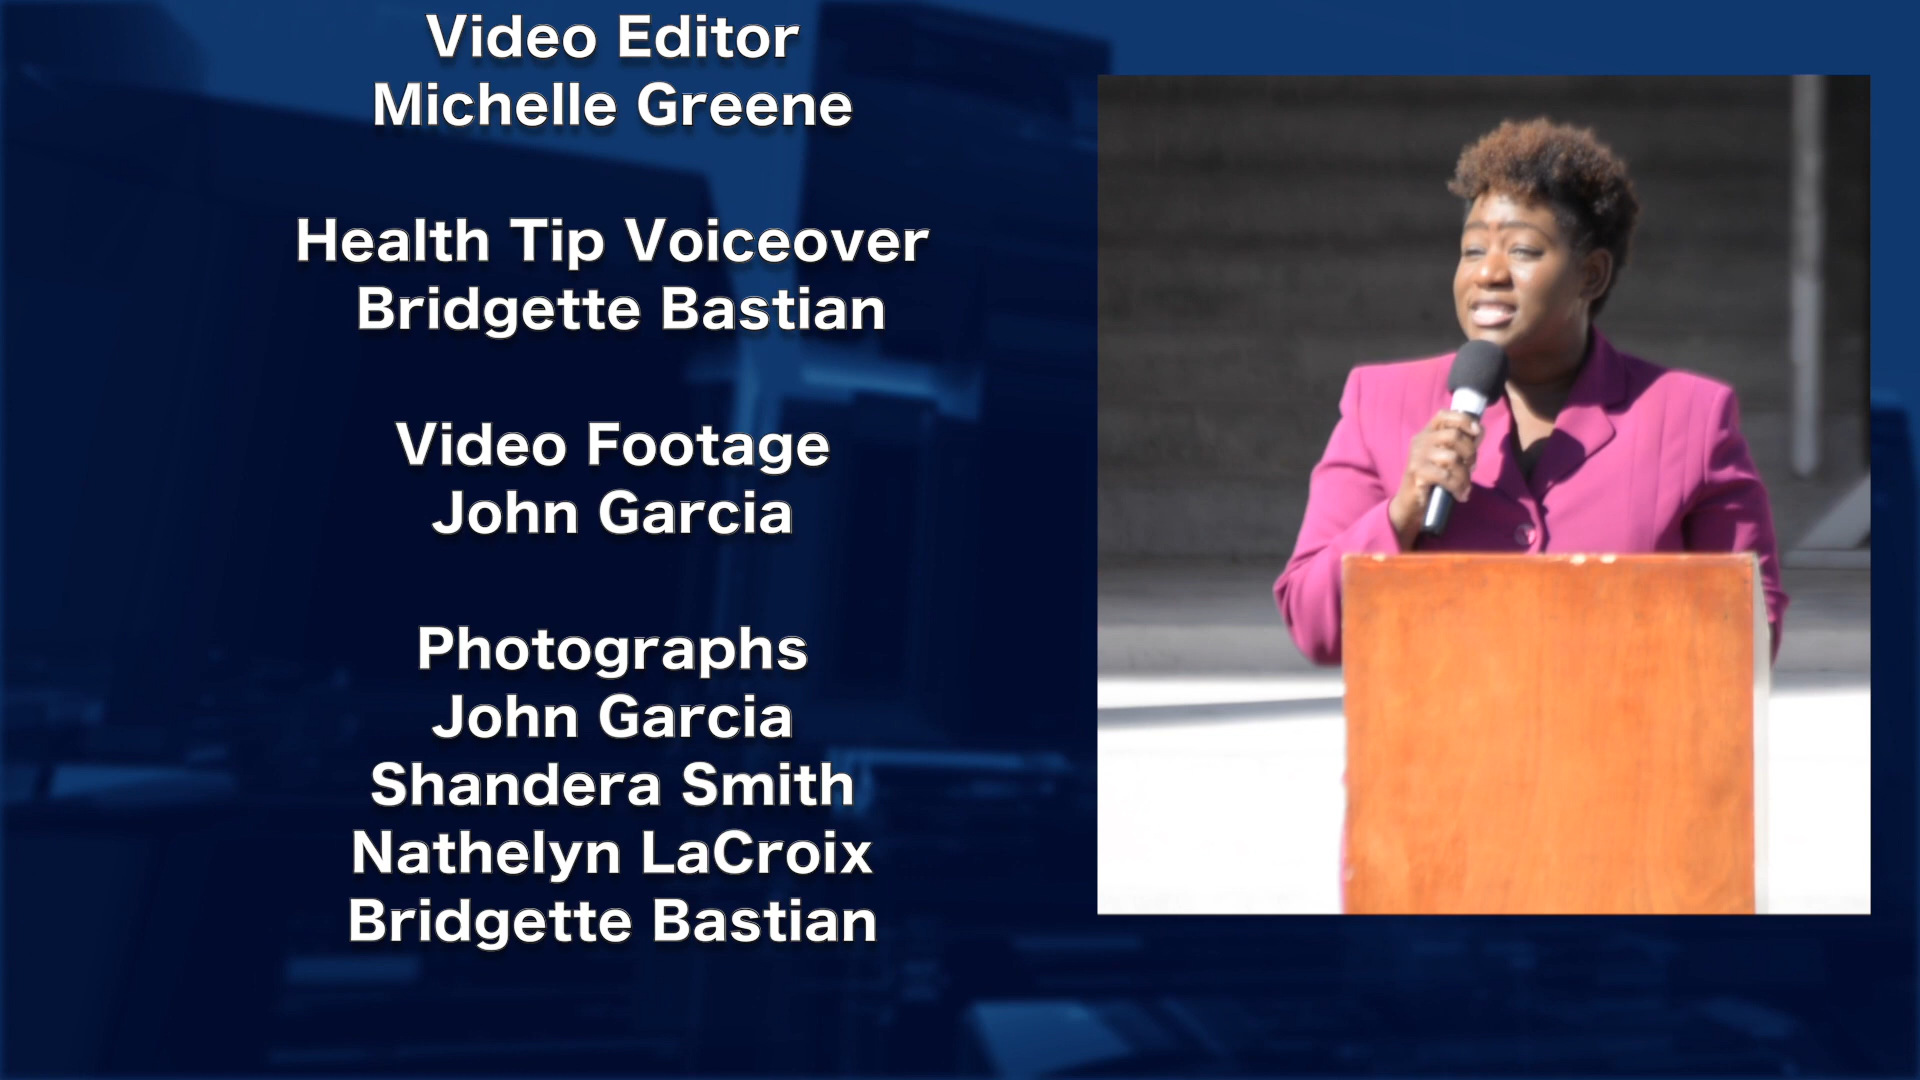 Video Editor
Michelle Greene
Health Tip Voiceover
Bridgette Bastian
Video Footage
John Garcia
Photographs
John Garcia
Shandera Smith
Nathelyn LaCroix
Bridgette Bastian